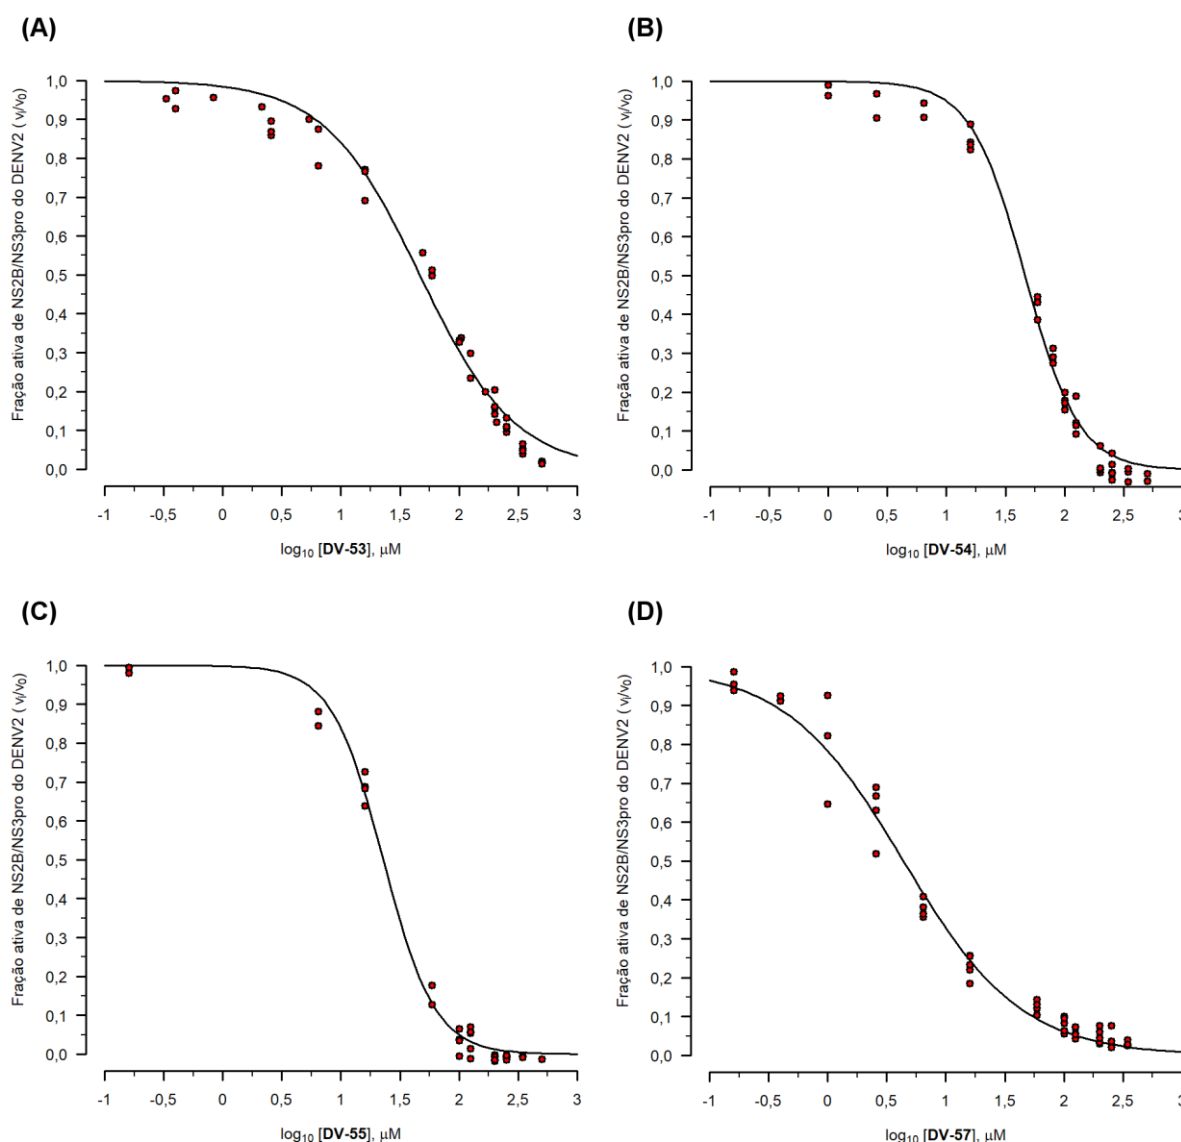 (A)
Fração ativa de NS2B/NS3pro do DENV2 ( vᵢ/v₀)
1,0
0,9
0,8
0,7
0,6
0,5
0,4
0,3
0,2
0,1
0,0
-1 -0,5 0 0,5 1 1,5 2 2,5 3
log₁₀ [DV-53], μM
(B)
Fração ativa de NS2B/NS3pro do DENV2 ( vᵢ/v₀)
1,0
0,9
0,8
0,7
0,6
0,5
0,4
0,3
0,2
0,1
0,0
-1 -0,5 0 0,5 1 1,5 2 2,5 3
log₁₀ [DV-54], μM
(C)
Fração ativa de NS2B/NS3pro do DENV2 ( vᵢ/v₀)
1,0
0,9
0,8
0,7
0,6
0,5
0,4
0,3
0,2
0,1
0,0
-1 -0,5 0 0,5 1 1,5 2 2,5 3
log₁₀ [DV-55], μM
(D)
Fração ativa de NS2B/NS3pro do DENV2 ( vᵢ/v₀)
1,0
0,9
0,8
0,7
0,6
0,5
0,4
0,3
0,2
0,1
0,0
-1 -0,5 0 0,5 1 1,5 2 2,5 3
log₁₀ [DV-57], μM